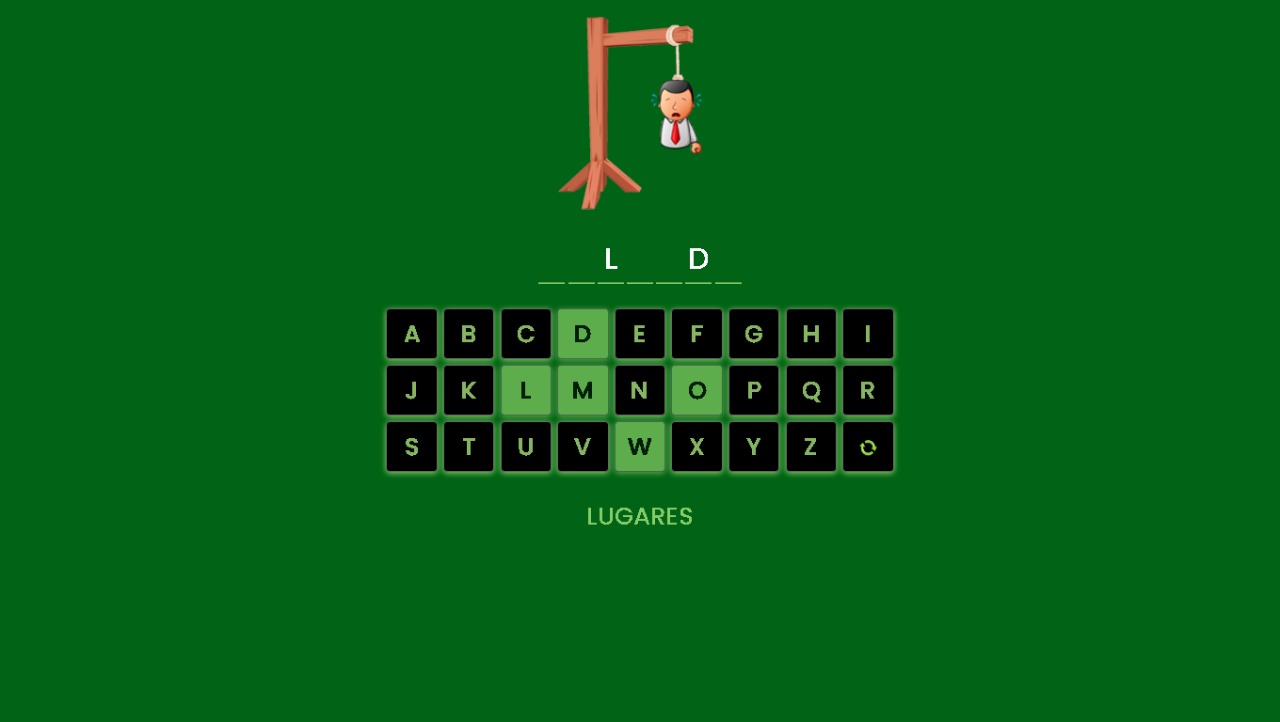 L D
A B C D E F G H I
J K L M N O P Q R
S T U V W X Y Z
LUGARES